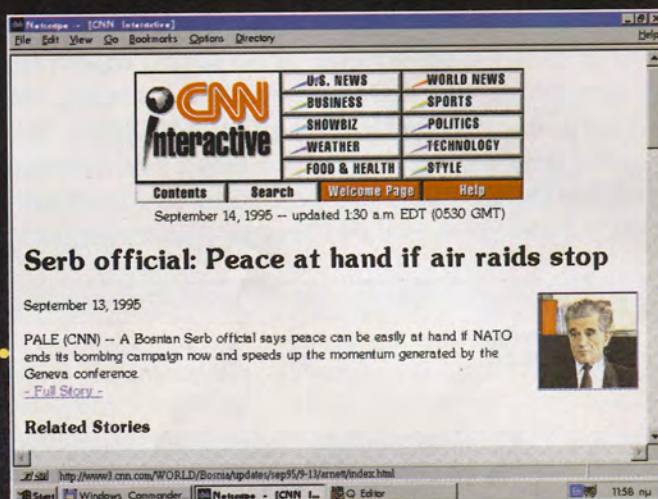 Netscape - [CNN Interactive]
File Edit View Go Bookmarks Options Directory Help
CNN
Interactive
U.S. NEWS WORLD NEWS
BUSINESS SPORTS
SHOWBIZ POLITICS
WEATHER TECHNOLOGY
FOOD & HEALTH STYLE
Contents Search Welcome Page Help
September 14, 1995 -- updated 1:30 a.m. EDT (0530 GMT)
Serb official: Peace at hand if air raids stop
September 13, 1995
PALE (CNN) -- A Bosnian Serb official says peace can be easily at hand if NATO
ends its bombing campaign now and speeds up the momentum generated by the
Geneva conference.
- Full Story -
Related Stories
http://www3.cnn.com/WORLD/Bosnia/updates/sep95/9-13/arnett/index.html
Start Windows Commander Netscape - [CNN I... Q Editor 11:58 πμ